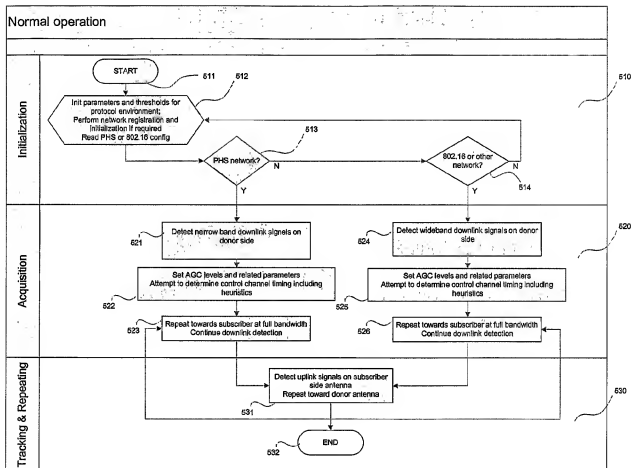 Normal operation
Initialization
START
511
512
510
Init parameters and thresholds for
protocol environment;
Perform network registration and
Initialization if required
Read PHS or 802.16 config
513
PHS network?
N
Y
802.16 or other
network?
N
514
Y
Acquisition
521
Detect narrow band downlink signals on
donor side
524
Detect wideband downlink signals on donor
side
520
Set AGC levels and related parameters
Attempt to determine control channel timing including
heuristics
522
Set AGC levels and related parameters
Attempt to determine control channel timing including
heuristics
525
523
Repeat towards subscriber at full bandwidth
Continue downlink detection
526
Repeat towards subscriber at full bandwidth
Continue downlink detection
Tracking & Repeating
Detect uplink signals on subscriber
side antenna
Repeat toward donor antenna
531
530
END
532